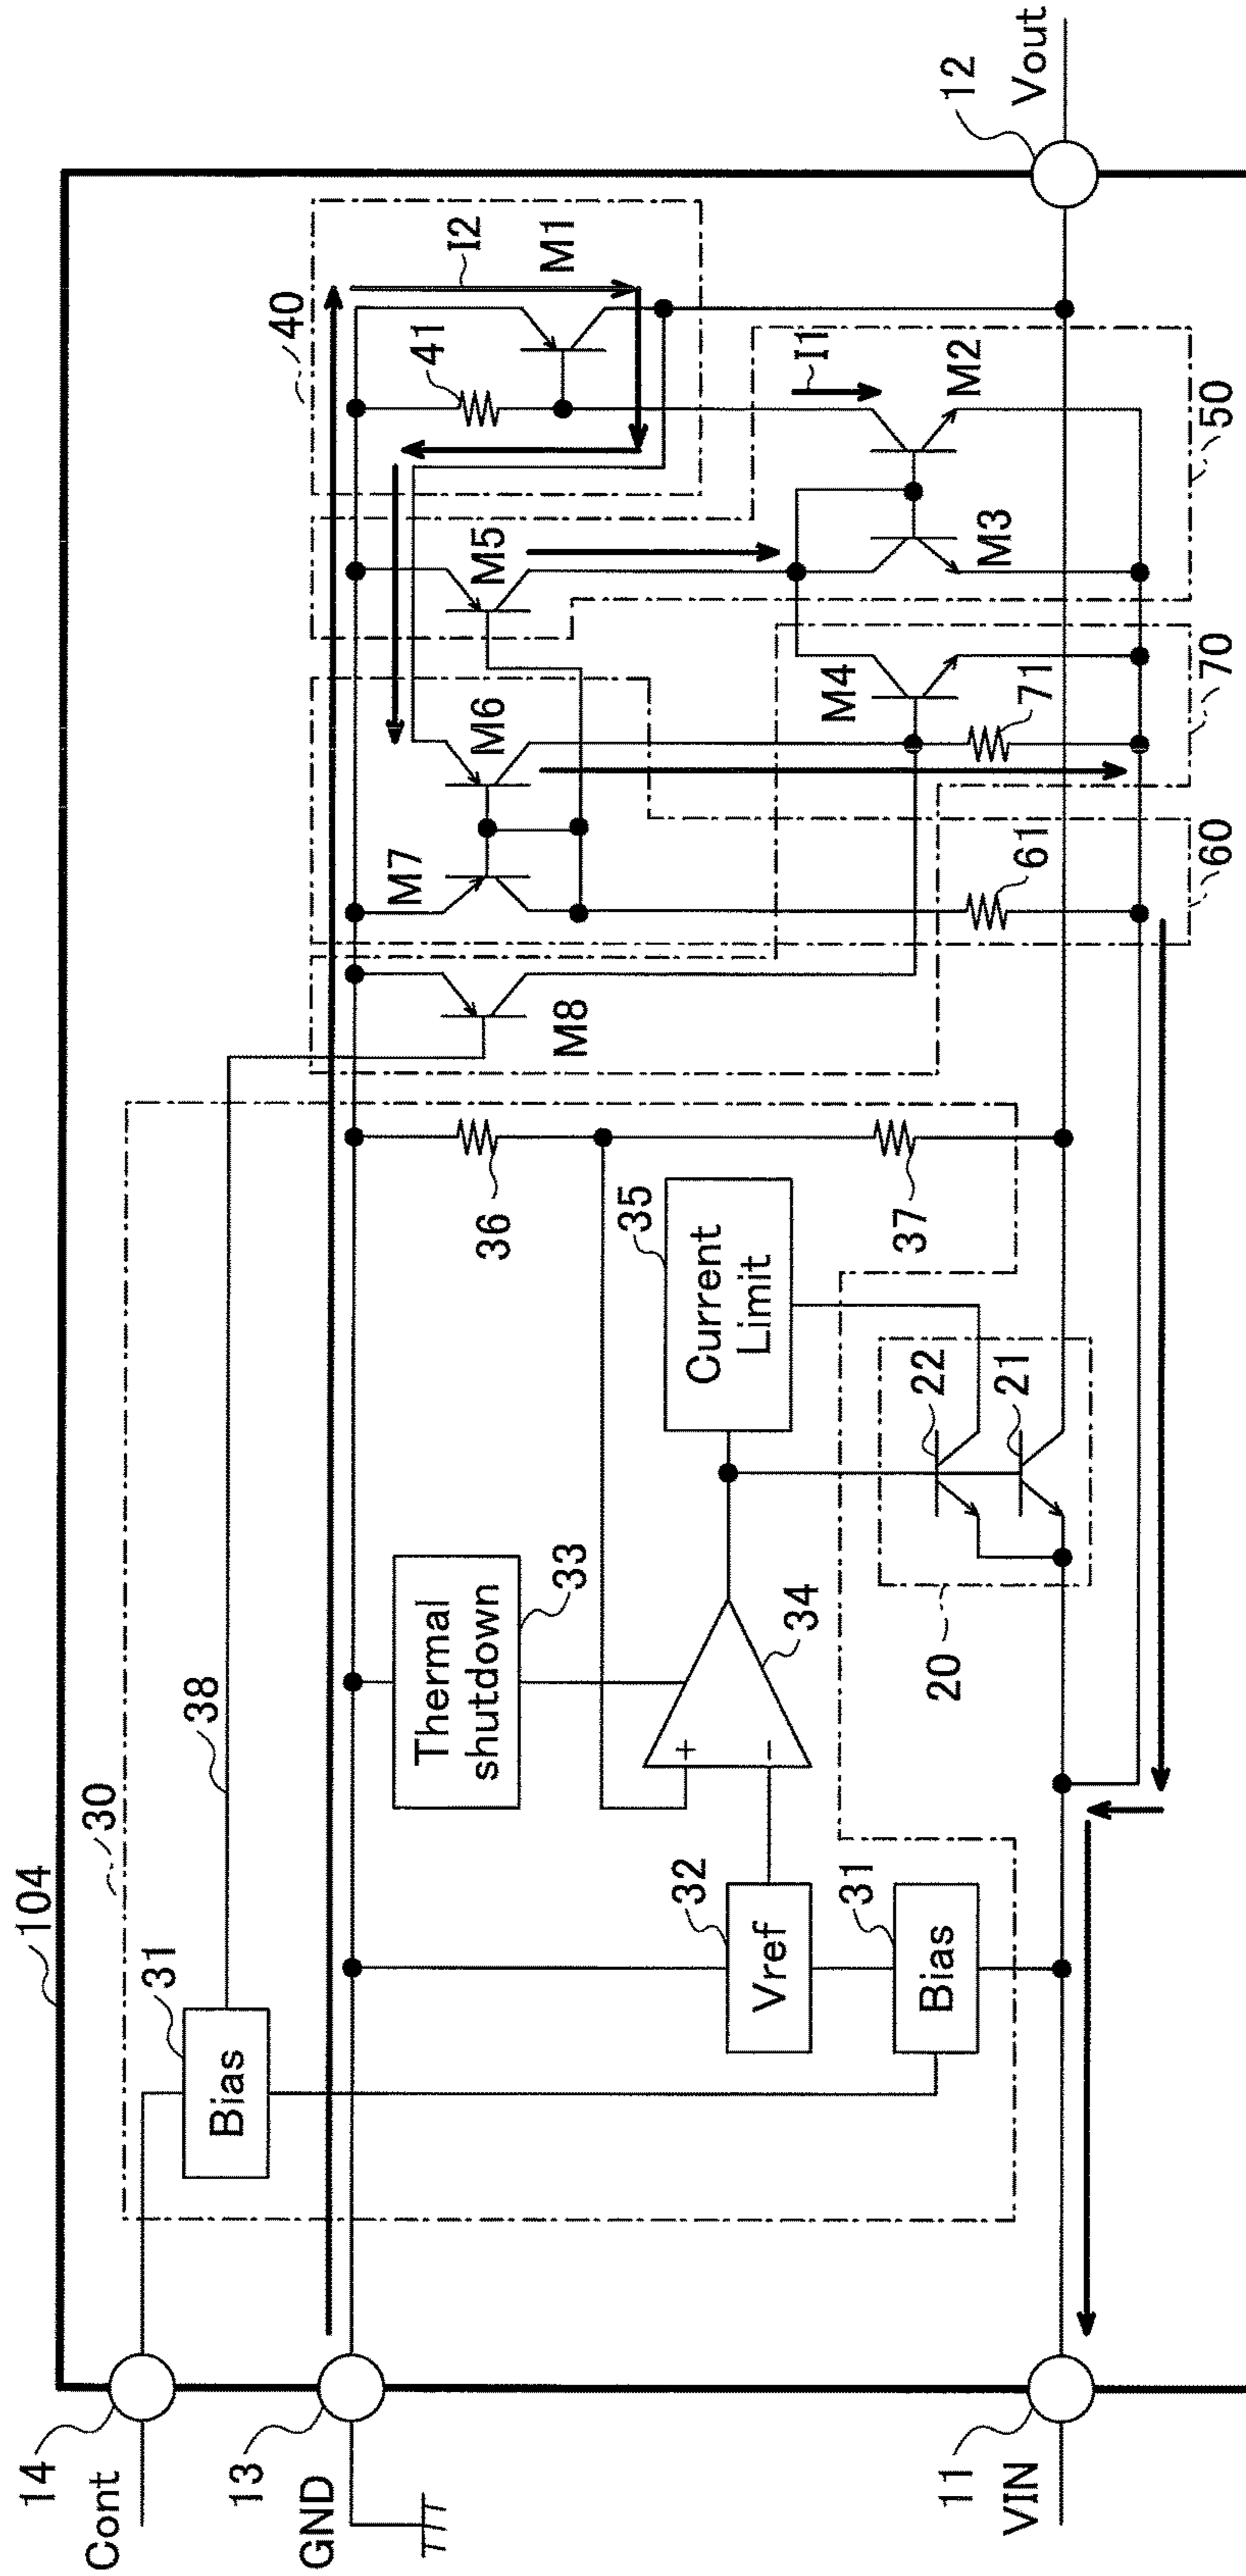 104
30
14
Cont
13
GND
11
VIN
31
Bias
38
Thermal
shutdown
33
34
+
−
32
Vref
31
Bias
35
Current
Limit
36
37
20
22
21
M8
M7
M6
M5
61
60
M4
71
70
M3
M2
50
I1
40
41
I2
M1
12
Vout